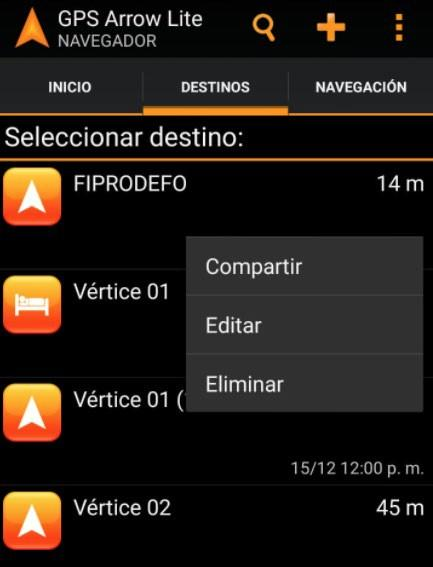 GPS Arrow Lite
NAVEGADOR
INICIO
DESTINOS
NAVEGACIÓN
Seleccionar destino:
FIPRODEFO
14 m
Compartir
Vértice 01
Editar
Eliminar
Vértice 01 (
15/12 12:00 p. m.
Vértice 02
45 m